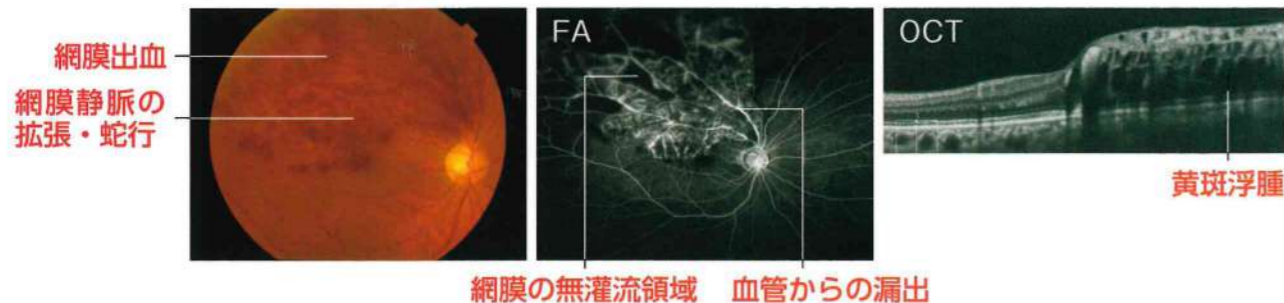 網膜出血
網膜静脈の
拡張・蛇行
FA
OCT
黄斑浮腫
網膜の無灌流領域
血管からの漏出